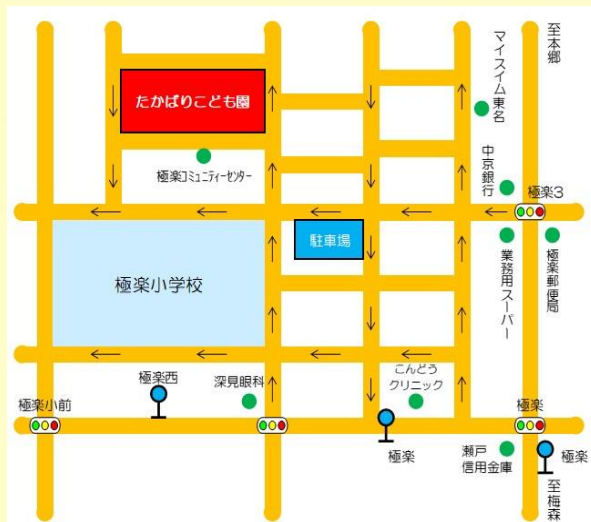 マイスイム東名
至本郷
たかばりこども園
極楽コミュニティーセンター
中京銀行
極楽3
駐車場
極楽小学校
業務用スーパー
極楽郵便局
極楽西
深見眼科
こんどう
クリニック
極楽小前
極楽
極楽
瀬戸
信用金庫
極楽
至梅森